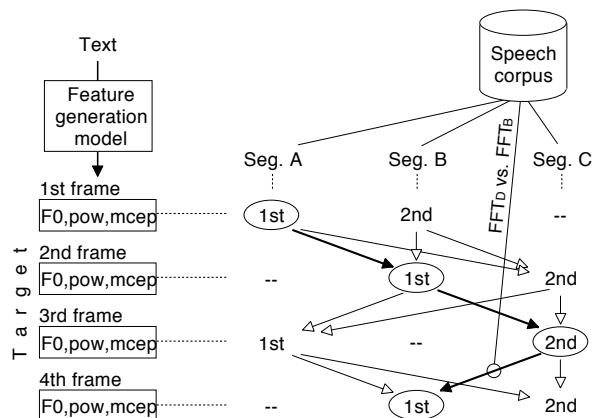 Text
Speech
corpus
Feature
generation
model
FFTD vs. FFTB
Seg. A
Seg. B
Seg. C
Target
1st frame
F0,pow,mcep
1st
2nd
--
2nd frame
F0,pow,mcep
--
1st
2nd
3rd frame
F0,pow,mcep
1st
--
2nd
4th frame
F0,pow,mcep
--
1st
2nd